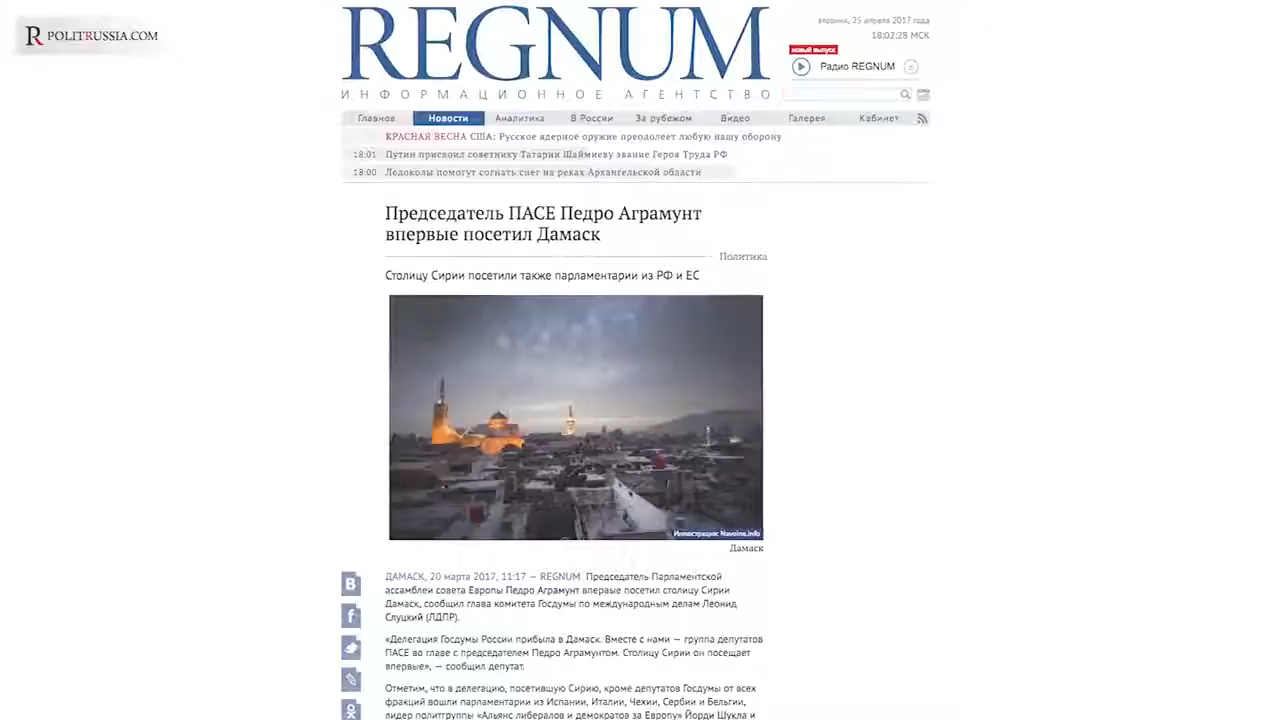 POLITRUSSIA.COM
REGNUM
ИНФОРМАЦИОННОЕ АГЕНТСТВО
вторник, 25 апреля 2017 года
18:02:28 МСК
НОВЫЙ ВЫПУСК
Радио REGNUM
Главное Новости Аналитика В России За рубежом Видео Галерея Кабинет
КРАСНАЯ ВЕСНА США: Русское ядерное оружие преодолеет любую нашу оборону
18:01 Путин присвоил советнику Татарии Шаймиеву звание Героя Труда РФ
18:00 Ледоколы помогут согнать снег на реках Архангельской области
Председатель ПАСЕ Педро Аграмунт
впервые посетил Дамаск
Политика
Столицу Сирии посетили также парламентарии из РФ и ЕС
Иллюстрация: Navoine.info
Дамаск
ДАМАСК, 20 марта 2017, 11:17 — REGNUM Председатель Парламентской
ассамблеи совета Европы Педро Аграмунт впервые посетил столицу Сирии
Дамаск, сообщил глава комитета Госдумы по международным делам Леонид
Слуцкий (ЛДПР).
«Делегация Госдумы России прибыла в Дамаск. Вместе с нами — группа депутатов
ПАСЕ во главе с председателем Педро Аграмунтом. Столицу Сирии он посещает
впервые», — сообщил депутат.
Отметим, что в делегацию, посетившую Сирию, кроме депутатов Госдумы от всех
фракций вошли парламентарии из Испании, Италии, Чехии, Сербии и Бельгии,
лидер политгруппы «Альянс либералов и демократов за Европу» Йорди Шукла и